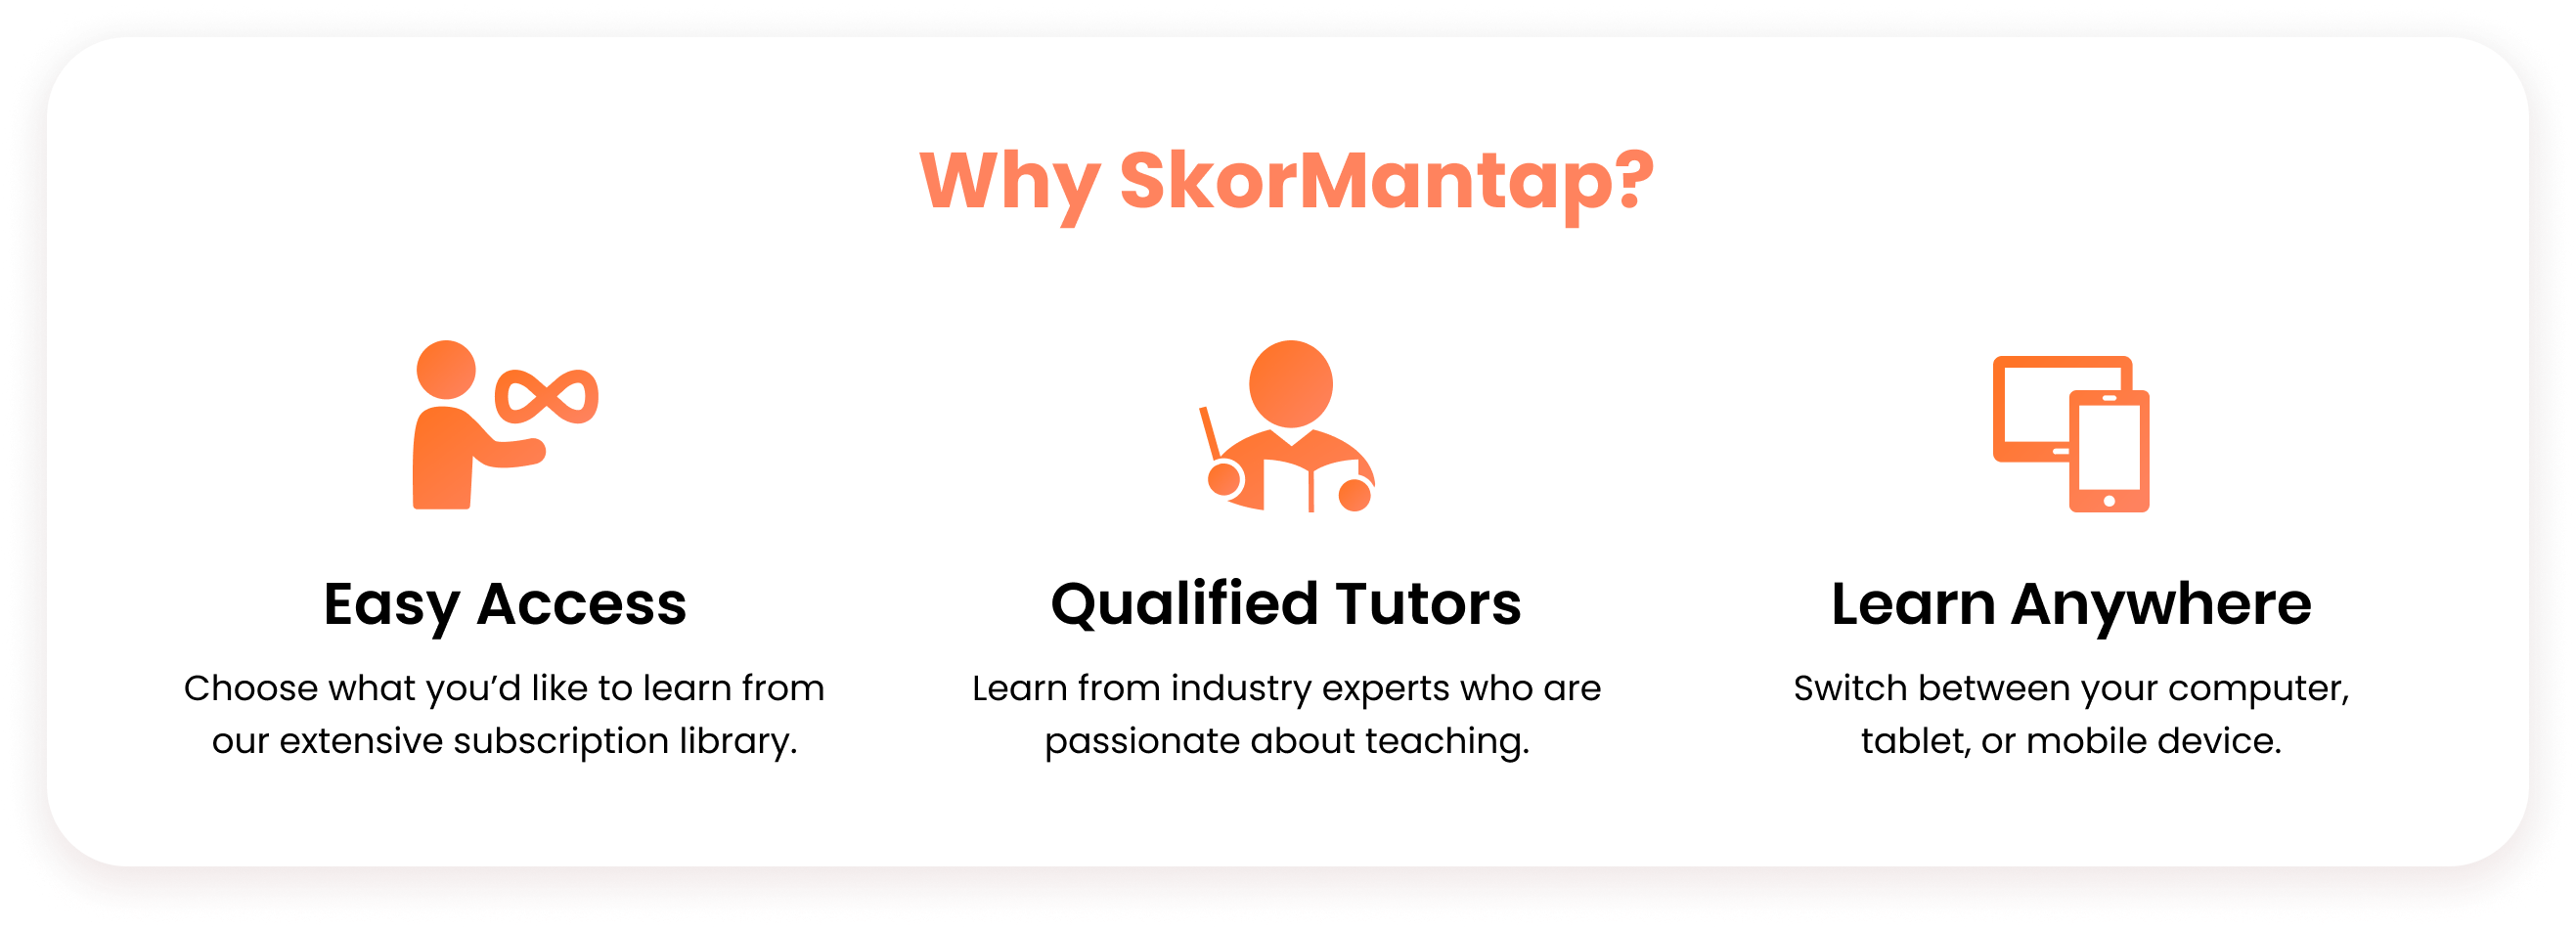 Why SkorMantap?
Easy Access
Choose what you’d like to learn from
our extensive subscription library.
Qualified Tutors
Learn from industry experts who are
passionate about teaching.
Learn Anywhere
Switch between your computer,
tablet, or mobile device.